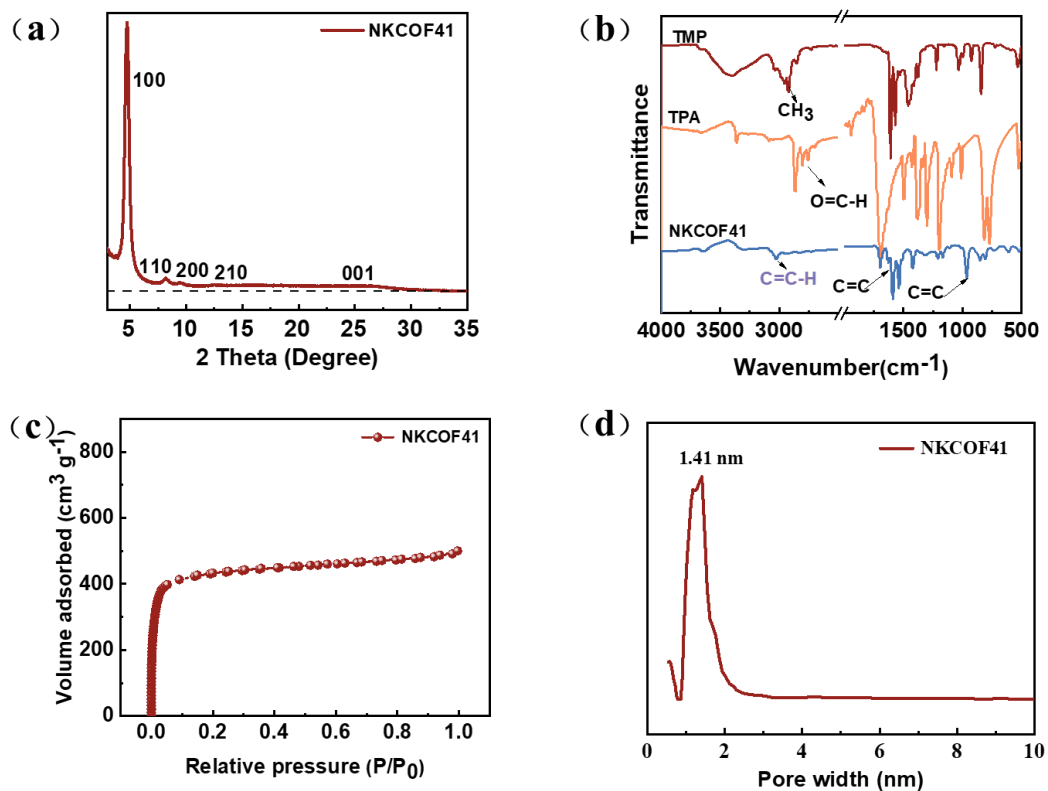 (a)
NKCOF41
100
110 200 210 001
5 10 15 20 25 30 35
2 Theta (Degree)
(b)
TMP
CH3
TPA
O=C-H
NKCOF41
C=C-H
C=C
C=C
Transmittance
4000 3000 1500 1000 500
Wavenumber(cm-1)
(c)
NKCOF41
Volume adsorbed (cm3 g-1)
800
600
400
200
0
0.0 0.2 0.4 0.6 0.8 1.0
Relative pressure (P/P0)
(d)
1.41 nm
NKCOF41
0 2 4 6 8 10
Pore width (nm)